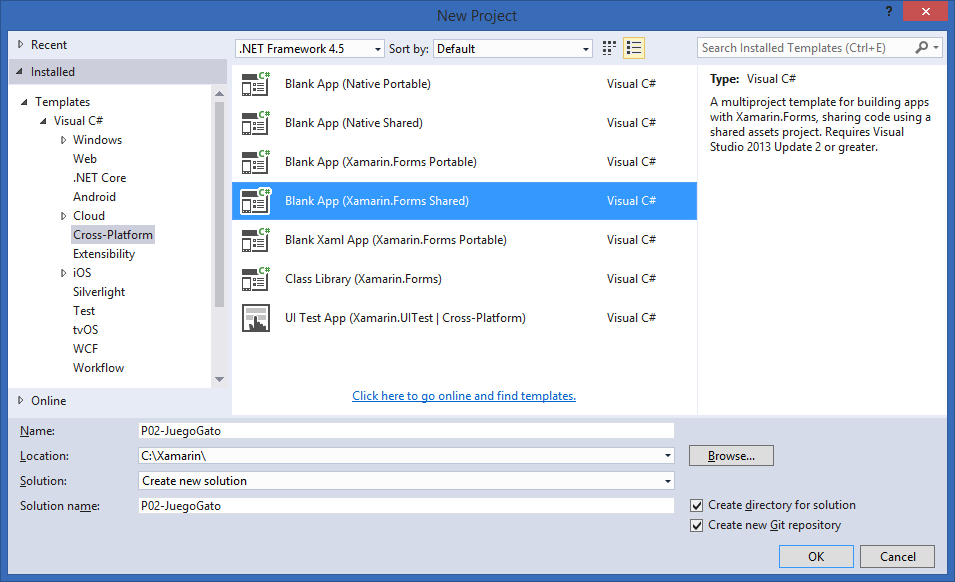 New Project
?
Recent
Installed
Templates
Visual C#
Windows
Web
.NET Core
Android
Cloud
Cross-Platform
Extensibility
iOS
Silverlight
Test
tvOS
WCF
Workflow
Online
.NET Framework 4.5 Sort by: Default
Blank App (Native Portable) Visual C#
Blank App (Native Shared) Visual C#
Blank App (Xamarin.Forms Portable) Visual C#
Blank App (Xamarin.Forms Shared) Visual C#
Blank Xaml App (Xamarin.Forms Portable) Visual C#
Class Library (Xamarin.Forms) Visual C#
UI Test App (Xamarin.UITest | Cross-Platform) Visual C#
Click here to go online and find templates.
Search Installed Templates (Ctrl+E)
Type: Visual C#
A multiproject template for building apps
with Xamarin.Forms, sharing code using a
shared assets project. Requires Visual
Studio 2013 Update 2 or greater.
Name: P02-JuegoGato
Location: C:\Xamarin\ Browse...
Solution: Create new solution
Solution name: P02-JuegoGato
Create directory for solution
Create new Git repository
OK Cancel